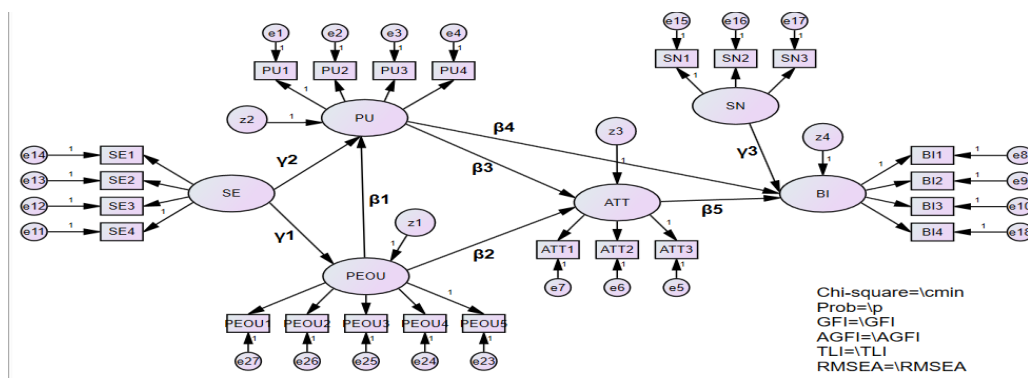 e1 e2 e3 e4
1 1 1 1
PU1 PU2 PU3 PU4
1
z2 1 PU
e15 e16 e17
1 1 1
SN1 SN2 SN3
1
SN
e14 1 SE1
e13 1 SE2
e12 1 SE3
e11 1 SE4
1
SE
γ2
γ1
β1
β4
β3
β2
β5
γ3
z1
1
PEOU
z3
1
ATT
1
ATT1 ATT2 ATT3
1 1 1
e7 e6 e5
z4
1
BI
1
BI1 1 e8
BI2 1 e9
BI3 1 e10
BI4 1 e18
1
PEOU1 PEOU2 PEOU3 PEOU4 PEOU5
1 1 1 1 1
e27 e26 e25 e24 e23
Chi-square=\cmin
Prob=\p
GFI=\GFI
AGFI=\AGFI
TLI=\TLI
RMSEA=\RMSEA